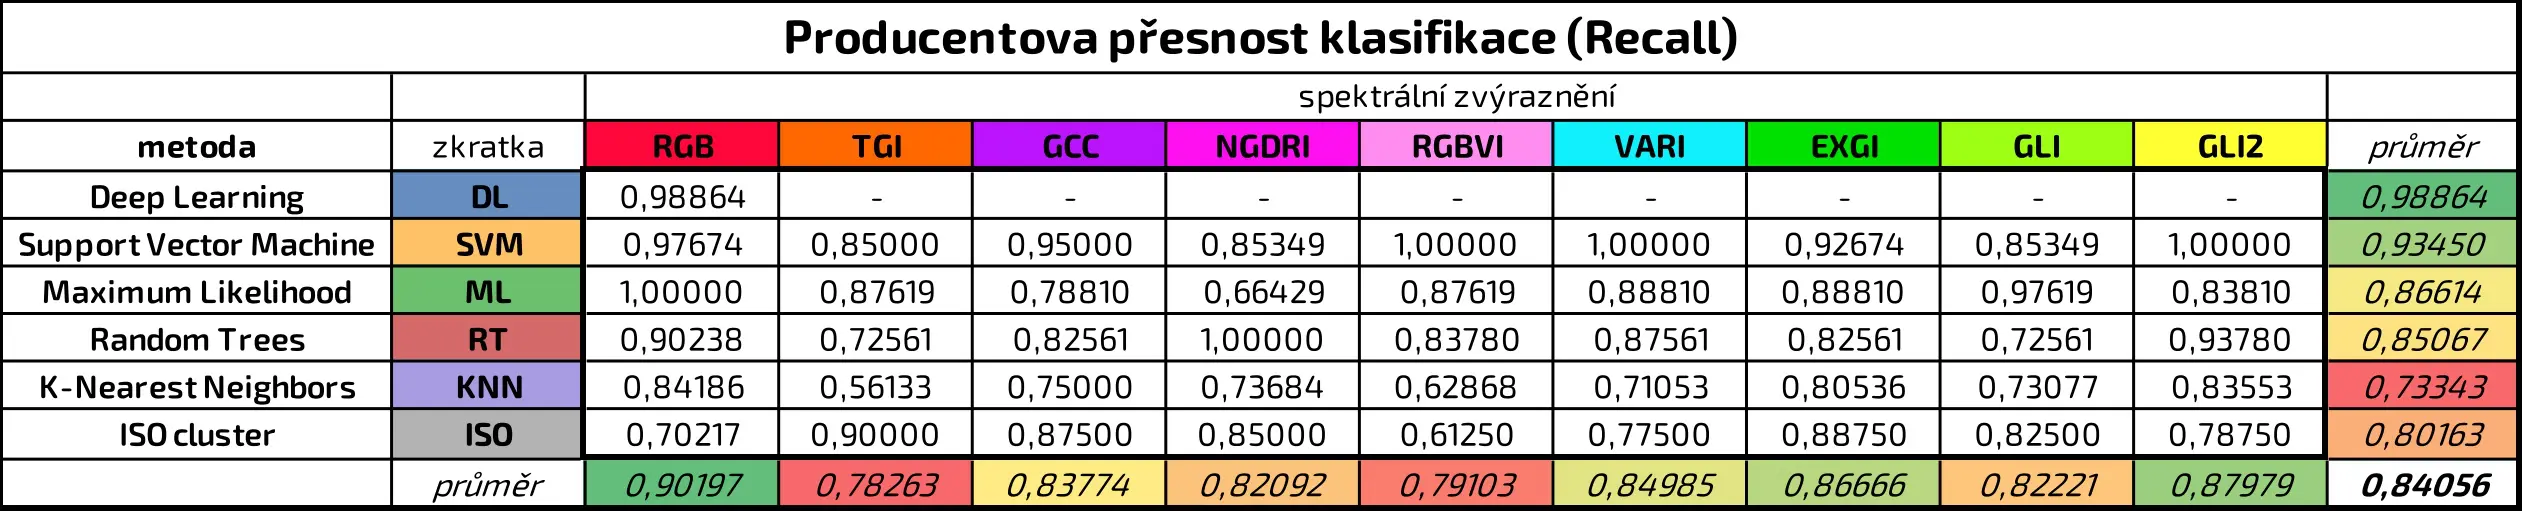 Producentova přesnost klasifikace (Recall)
spektrální zvýraznění
metoda zkratka RGB TGI GCC NGDRI RGBVI VARI EXGI GLI GLI2 průměr
Deep Learning DL 0,98864 - - - - - - - - 0,98864
Support Vector Machine SVM 0,97674 0,85000 0,95000 0,85349 1,00000 1,00000 0,92674 0,85349 1,00000 0,93450
Maximum Likelihood ML 1,00000 0,87619 0,78810 0,66429 0,87619 0,88810 0,88810 0,97619 0,83810 0,86614
Random Trees RT 0,90238 0,72561 0,82561 1,00000 0,83780 0,87561 0,82561 0,72561 0,93780 0,85067
K-Nearest Neighbors KNN 0,84186 0,56133 0,75000 0,73684 0,62868 0,71053 0,80536 0,73077 0,83553 0,73343
ISO cluster ISO 0,70217 0,90000 0,87500 0,85000 0,61250 0,77500 0,88750 0,82500 0,78750 0,80163
průměr 0,90197 0,78263 0,83774 0,82092 0,79103 0,84985 0,86666 0,82221 0,87979 0,84056